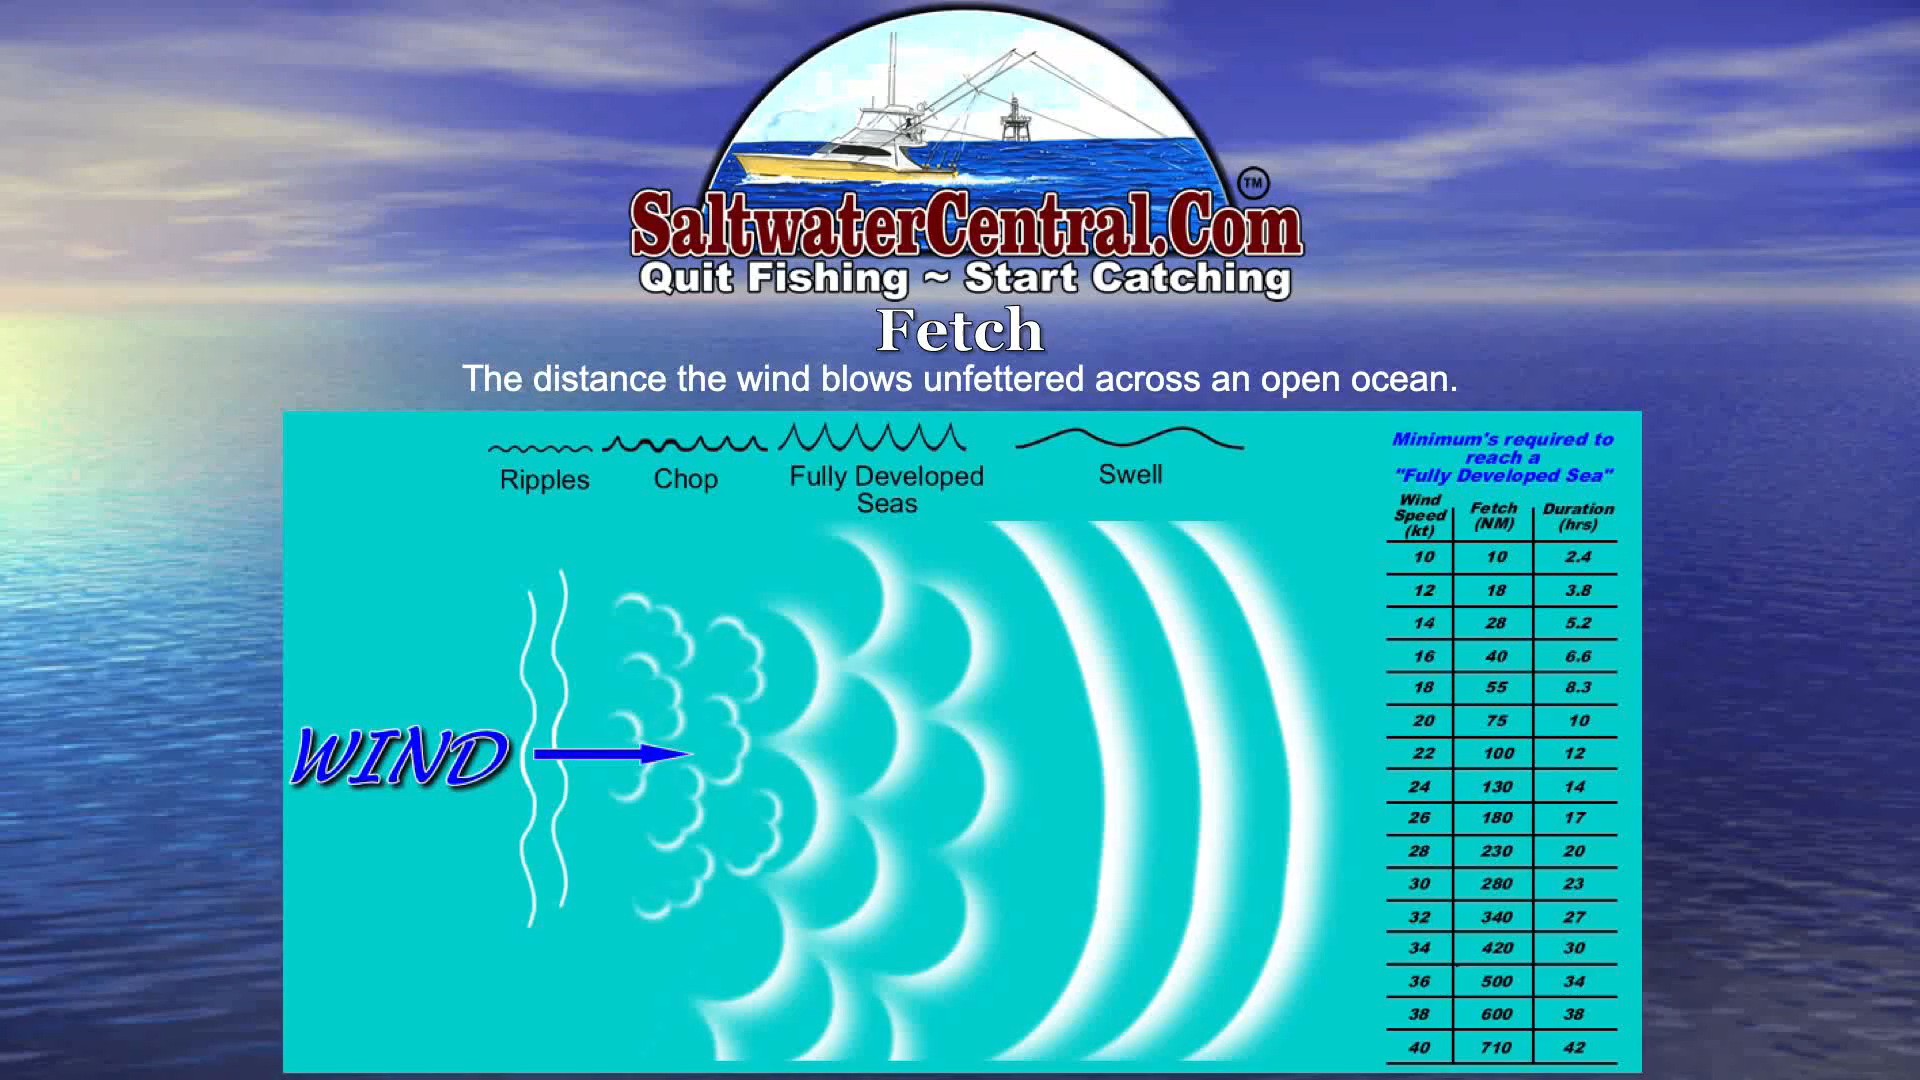 TM
SaltwaterCentral.Com
Quit Fishing ~ Start Catching
Fetch
The distance the wind blows unfettered across an open ocean.
Ripples
Chop
Fully Developed
Seas
Swell
WIND
Minimum's required to
reach a
"Fully Developed Sea"
Wind
Speed
(kt)
Fetch
(NM)
Duration
(hrs)
10 10 2.4
12 18 3.8
14 28 5.2
16 40 6.6
18 55 8.3
20 75 10
22 100 12
24 130 14
26 180 17
28 230 20
30 280 23
32 340 27
34 420 30
36 500 34
38 600 38
40 710 42